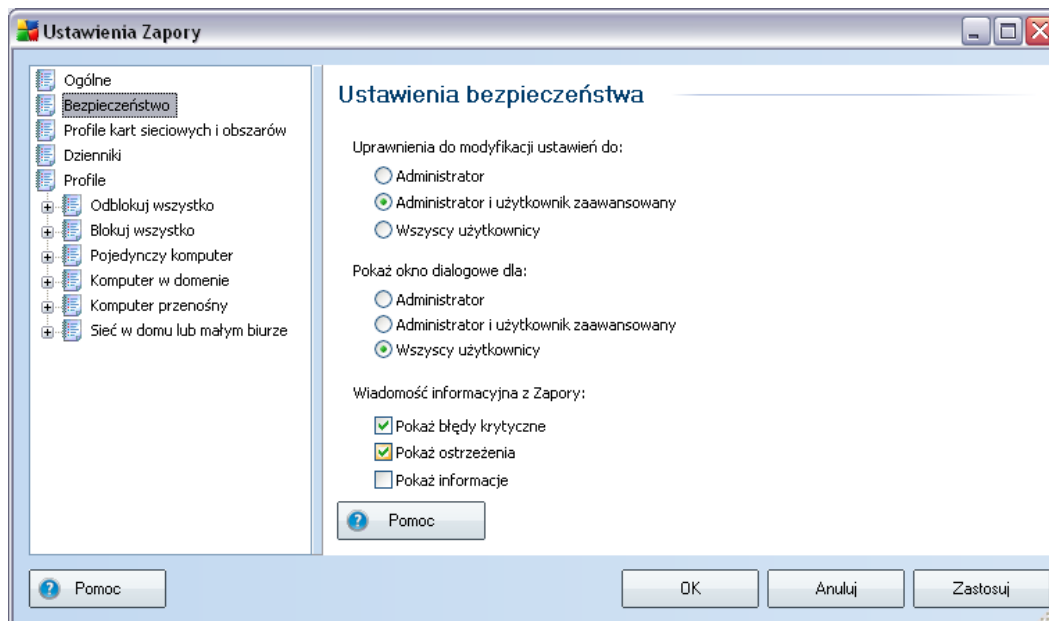 Ustawienia Zapory
Ogólne
Bezpieczeństwo
Profile kart sieciowych i obszarów
Dzienniki
Profile
Odblokuj wszystko
Blokuj wszystko
Pojedynczy komputer
Komputer w domenie
Komputer przenośny
Sieć w domu lub małym biurze
Ustawienia bezpieczeństwa
Uprawnienia do modyfikacji ustawień do:
Administrator
Administrator i użytkownik zaawansowany
Wszyscy użytkownicy
Pokaż okno dialogowe dla:
Administrator
Administrator i użytkownik zaawansowany
Wszyscy użytkownicy
Wiadomość informacyjna z Zapory:
Pokaż błędy krytyczne
Pokaż ostrzeżenia
Pokaż informacje
Pomoc
Pomoc
OK
Anuluj
Zastosuj